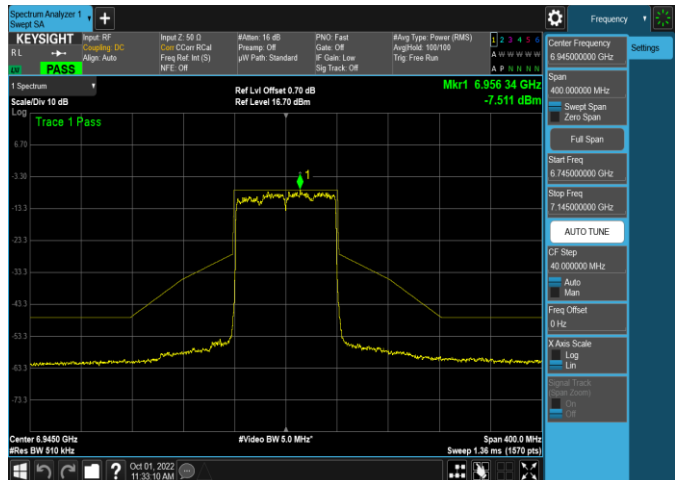 Spectrum Analyzer 1
Swept SA
Frequency
KEYSIGHT
RL
LV
PASS
Input: RF
Coupling: DC
Align: Auto
Input Z: 50 Ω
Corr CCorr RCal
Freq Ref: Int (S)
NFE: Off
#Atten: 16 dB
Preamp: Off
µW Path: Standard
PNO: Fast
Gate: Off
IF Gain: Low
Sig Track: Off
#Avg Type: Power (RMS)
Avg|Hold: 100/100
Trig: Free Run
1 2 3 4 5 6
A W W W W W
A P N N N N
1 Spectrum
Scale/Div 10 dB
Log
Ref Lvl Offset 0.70 dB
Ref Level 16.70 dBm
Mkr1 6.956 34 GHz
-7.511 dBm
Trace 1 Pass
1
6.70
-3.30
-13.3
-23.3
-33.3
-43.3
-53.3
-63.3
-73.3
Center 6.9450 GHz
#Res BW 510 kHz
#Video BW 5.0 MHz*
Span 400.0 MHz
Sweep 1.36 ms (1570 pts)
Oct 01, 2022
11:33:10 AM
Center Frequency
6.945000000 GHz
Settings
Span
400.000000 MHz
Swept Span
Zero Span
Full Span
Start Freq
6.745000000 GHz
Stop Freq
7.145000000 GHz
AUTO TUNE
CF Step
40.000000 MHz
Auto
Man
Freq Offset
0 Hz
X Axis Scale
Log
Lin
Signal Track
(Span Zoom)
On
Off